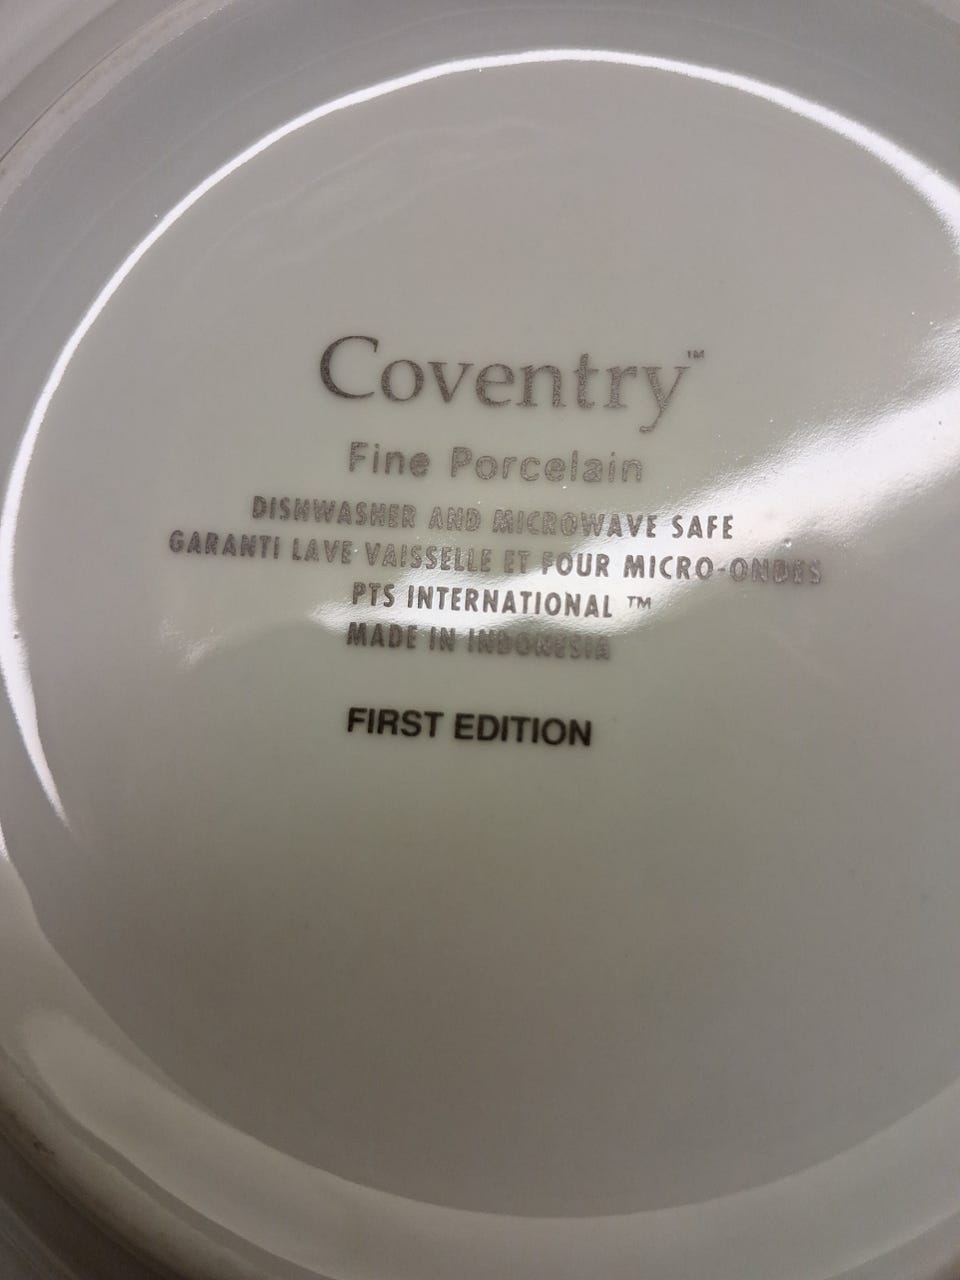 Coventry™
Fine Porcelain
DISHWASHER AND MICROWAVE SAFE
GARANTI LAVE VAISSELLE ET FOUR MICRO-ONDES
PTS INTERNATIONAL ™
MADE IN INDONESIA
FIRST EDITION